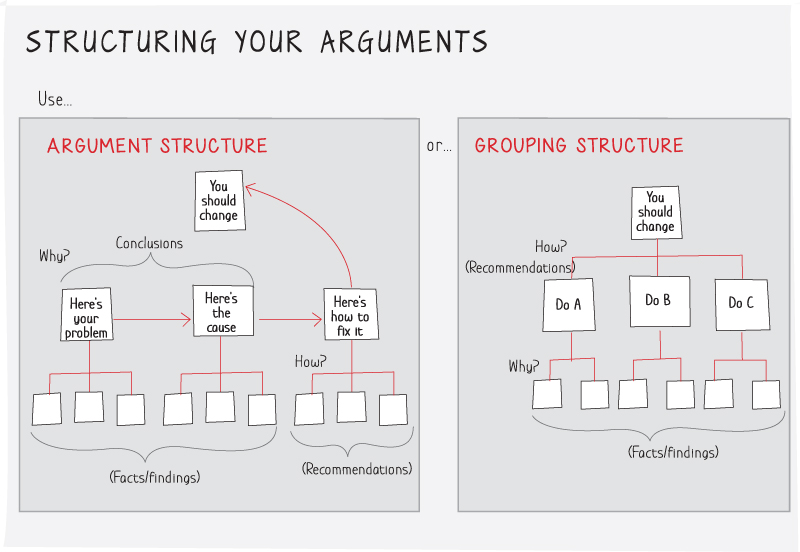 STRUCTURING YOUR ARGUMENTS
Use...
ARGUMENT STRUCTURE
You
should
change
Conclusions
Why?
Here's
your
problem
Here's
the
cause
Here's
how to
fix it
How?
(Facts/findings)
(Recommendations)
or...
GROUPING STRUCTURE
You
should
change
How?
(Recommendations)
Do A
Do B
Do C
Why?
(Facts/findings)